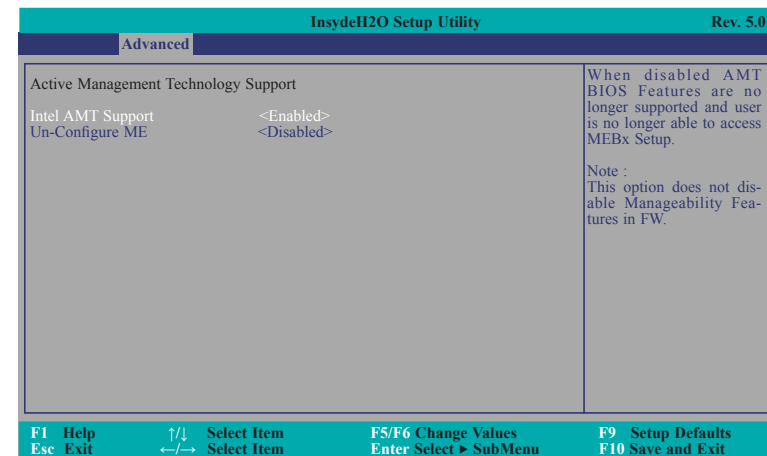 InsydeH2O Setup Utility Rev. 5.0
Advanced
Active Management Technology Support
Intel AMT Support <Enabled>
Un-Configure ME <Disabled>
When disabled AMT
BIOS Features are no
longer supported and user
is no longer able to access
MEBx Setup.
Note :
This option does not dis-
able Manageability Fea-
tures in FW.
F1 Help ↑/↓ Select Item F5/F6 Change Values F9 Setup Defaults
Esc Exit ←/→ Select Item Enter Select ▶ SubMenu F10 Save and Exit